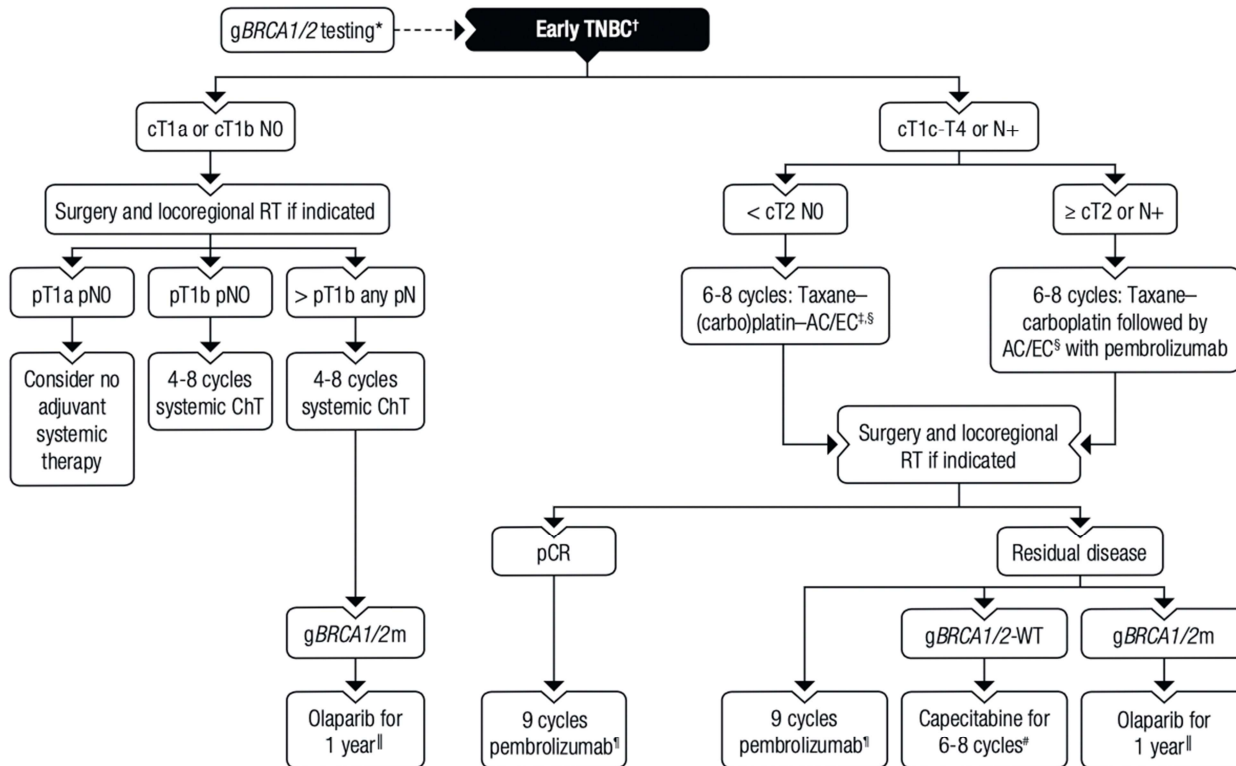 gBRCA1/2 testing*
Early TNBC†
cT1a or cT1b N0
cT1c-T4 or N+
Surgery and locoregional RT if indicated
< cT2 N0
≥ cT2 or N+
pT1a pN0
pT1b pN0
> pT1b any pN
6-8 cycles: Taxane–
(carbo)platin–AC/EC‡,§
6-8 cycles: Taxane–
carboplatin followed by
AC/EC§ with pembrolizumab
Consider no
adjuvant
systemic
therapy
4-8 cycles
systemic ChT
4-8 cycles
systemic ChT
Surgery and locoregional
RT if indicated
pCR
Residual disease
gBRCA1/2m
gBRCA1/2-WT
gBRCA1/2m
Olaparib for
1 year||
9 cycles
pembrolizumab¶
9 cycles
pembrolizumab¶
Capecitabine for
6-8 cycles#
Olaparib for
1 year||